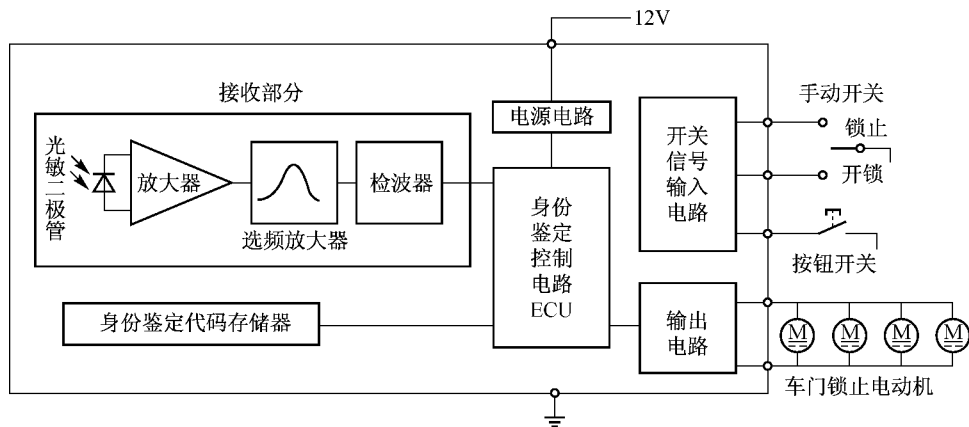 12V
接收部分
电源电路
手动开关
锁止
开锁
开关
信号
输入
电路
光敏二极管
放大器
选频放大器
检波器
身份
鉴定
控制
电路
ECU
按钮开关
身份鉴定代码存储器
输出
电路
M
M
M
M
车门锁止电动机